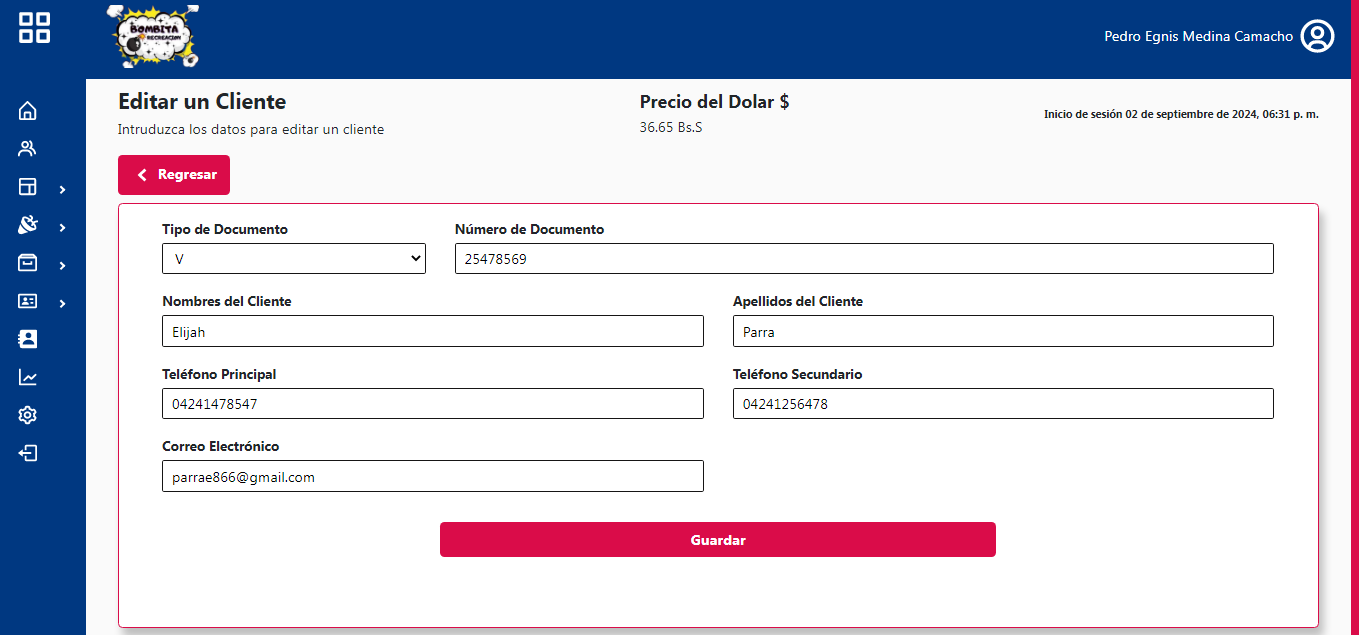 BOMBITA
RECREACION
Pedro Egnis Medina Camacho
Editar un Cliente
Intruduzca los datos para editar un cliente
Precio del Dolar $
36.65 Bs.S
Inicio de sesión 02 de septiembre de 2024, 06:31 p. m.
Regresar
Tipo de Documento
V
Número de Documento
25478569
Nombres del Cliente
Elijah
Apellidos del Cliente
Parra
Teléfono Principal
04241478547
Teléfono Secundario
04241256478
Correo Electrónico
parrae866@gmail.com
Guardar